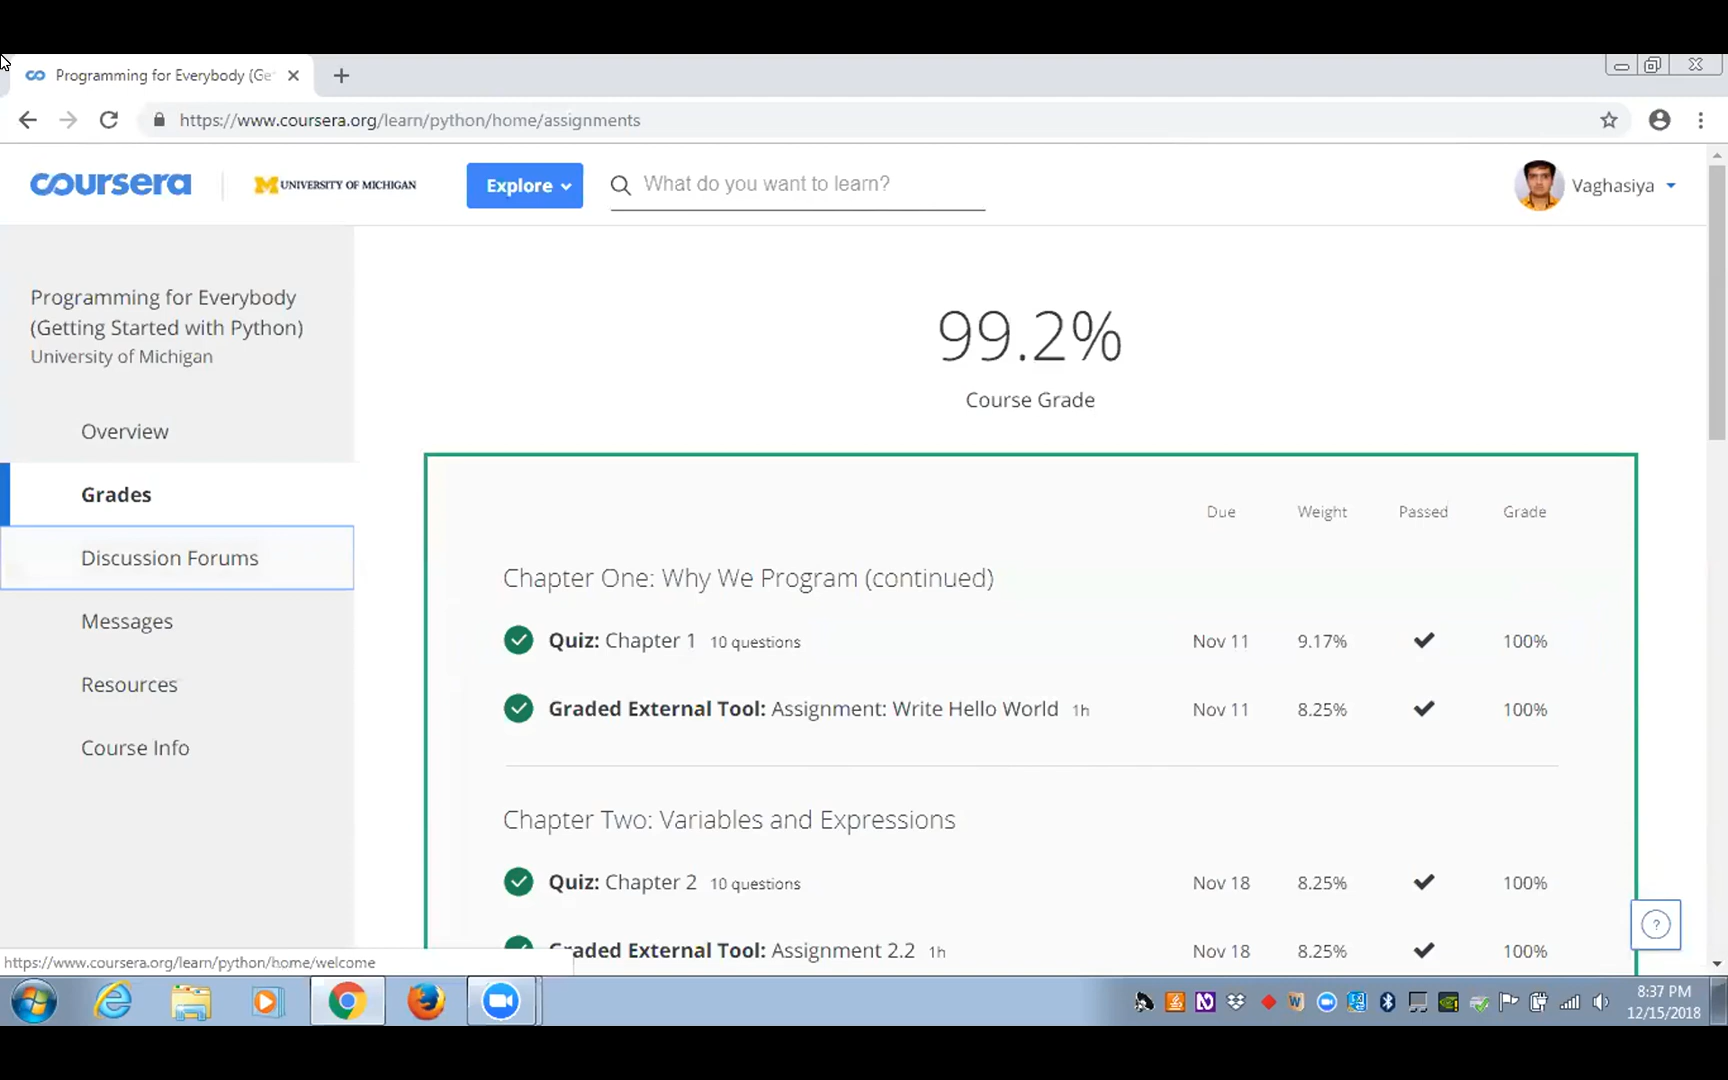 Programming for Everybody (Ge
https://www.coursera.org/learn/python/home/assignments
coursera
M UNIVERSITY OF MICHIGAN
Explore
What do you want to learn?
Vaghasiya
Programming for Everybody
(Getting Started with Python)
University of Michigan
Overview
Grades
Discussion Forums
Messages
Resources
Course Info
99.2%
Course Grade
Due Weight Passed Grade
Chapter One: Why We Program (continued)
Quiz: Chapter 1 10 questions Nov 11 9.17% 100%
Graded External Tool: Assignment: Write Hello World 1h Nov 11 8.25% 100%
Chapter Two: Variables and Expressions
Quiz: Chapter 2 10 questions Nov 18 8.25% 100%
Graded External Tool: Assignment 2.2 1h Nov 18 8.25% 100%
?
https://www.coursera.org/learn/python/home/welcome
8:37 PM
12/15/2018